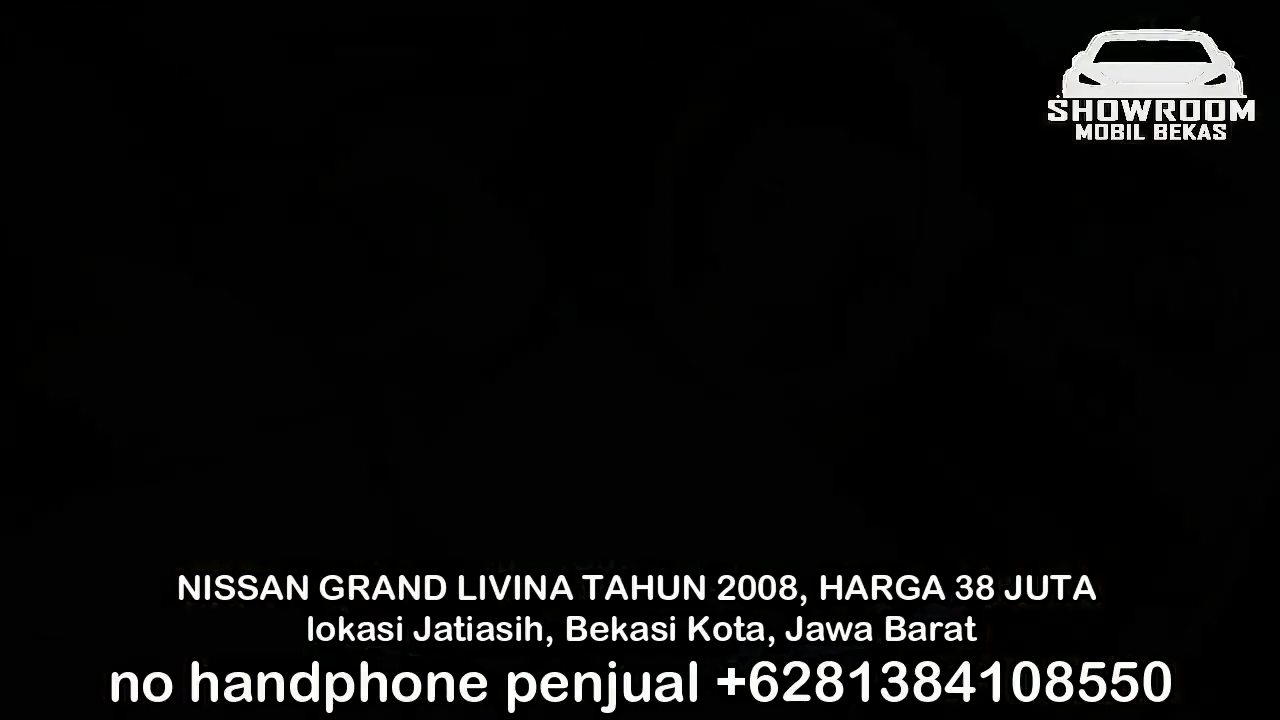 SHOWROOM
MOBIL BEKAS
NISSAN GRAND LIVINA TAHUN 2008, HARGA 38 JUTA
lokasi Jatiasih, Bekasi Kota, Jawa Barat
no handphone penjual +6281384108550